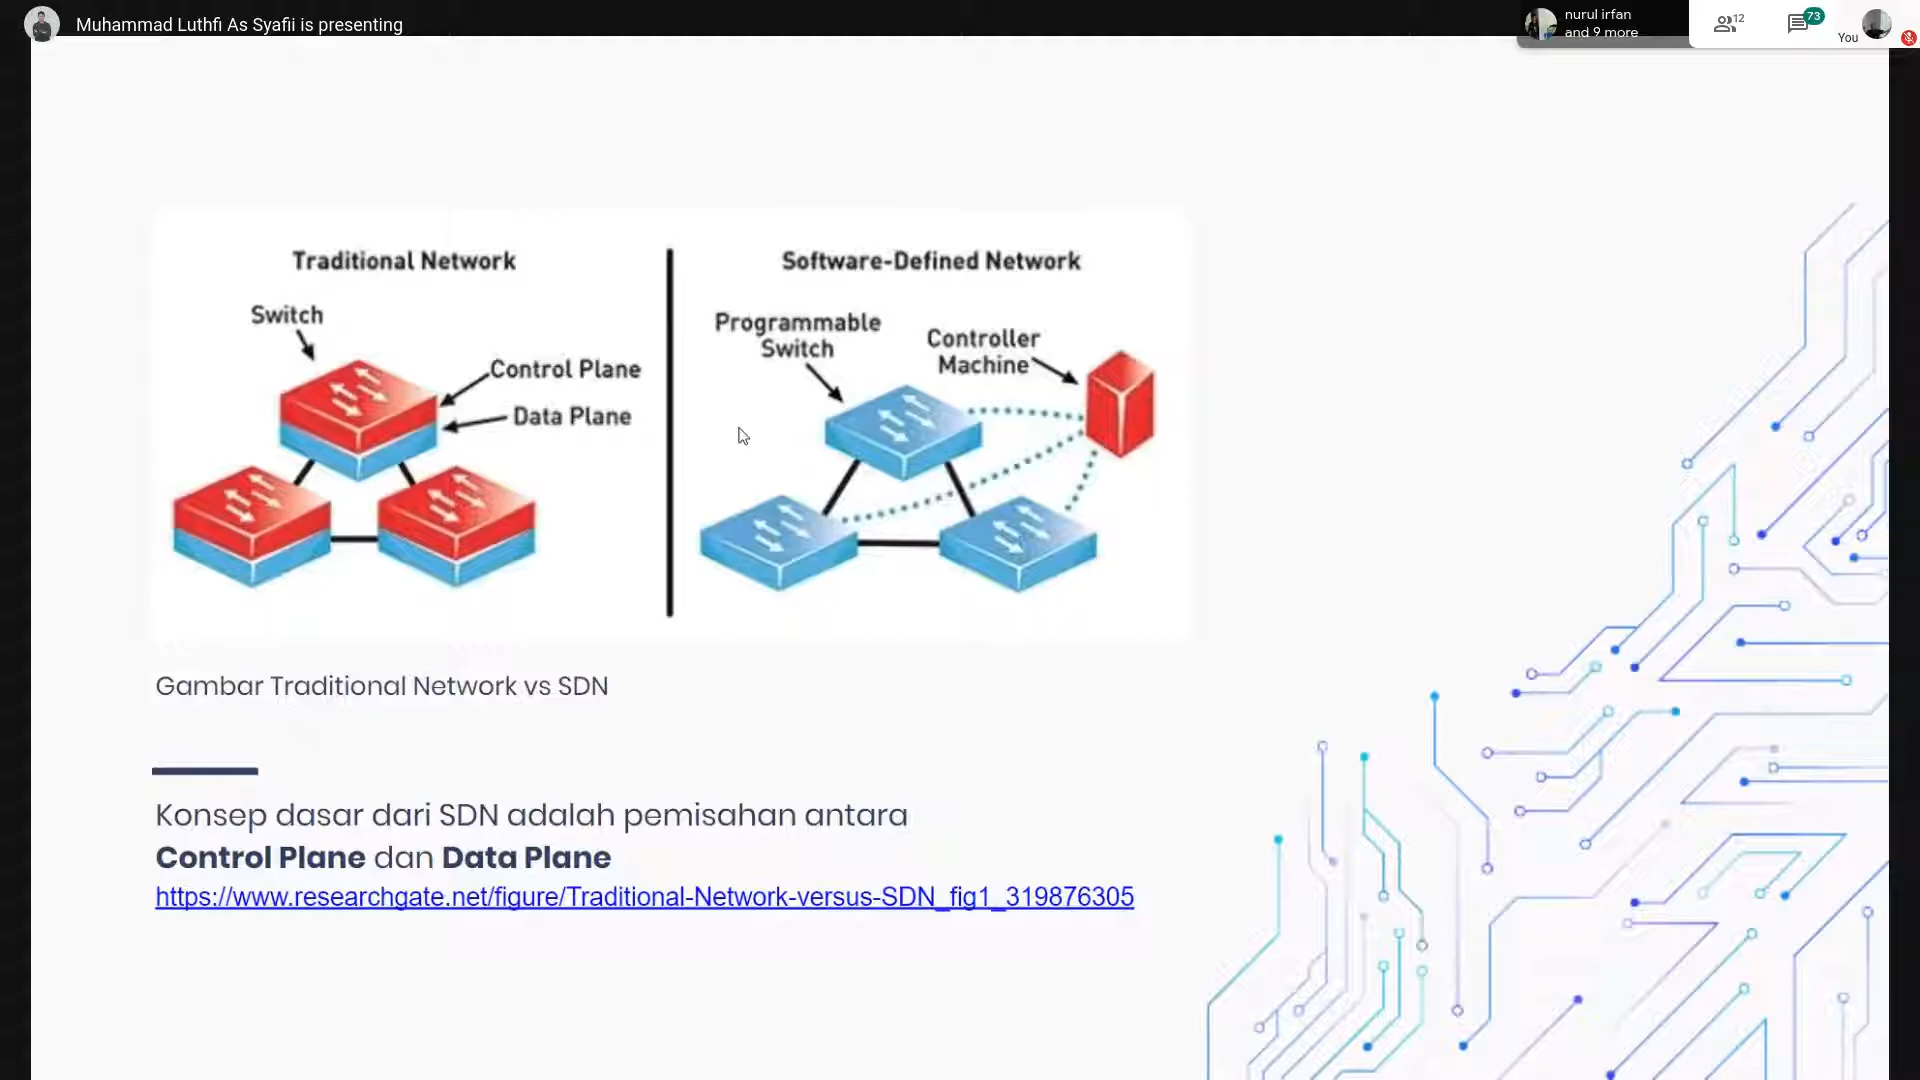 Muhammad Luthfi As Syafii is presenting
nurul irfan
and 9 more
12
73
You
Traditional Network
Switch
Control Plane
Data Plane
Software-Defined Network
Programmable
Switch
Controller
Machine
Gambar Traditional Network vs SDN
Konsep dasar dari SDN adalah pemisahan antara
Control Plane dan Data Plane
https://www.researchgate.net/figure/Traditional-Network-versus-SDN_fig1_319876305